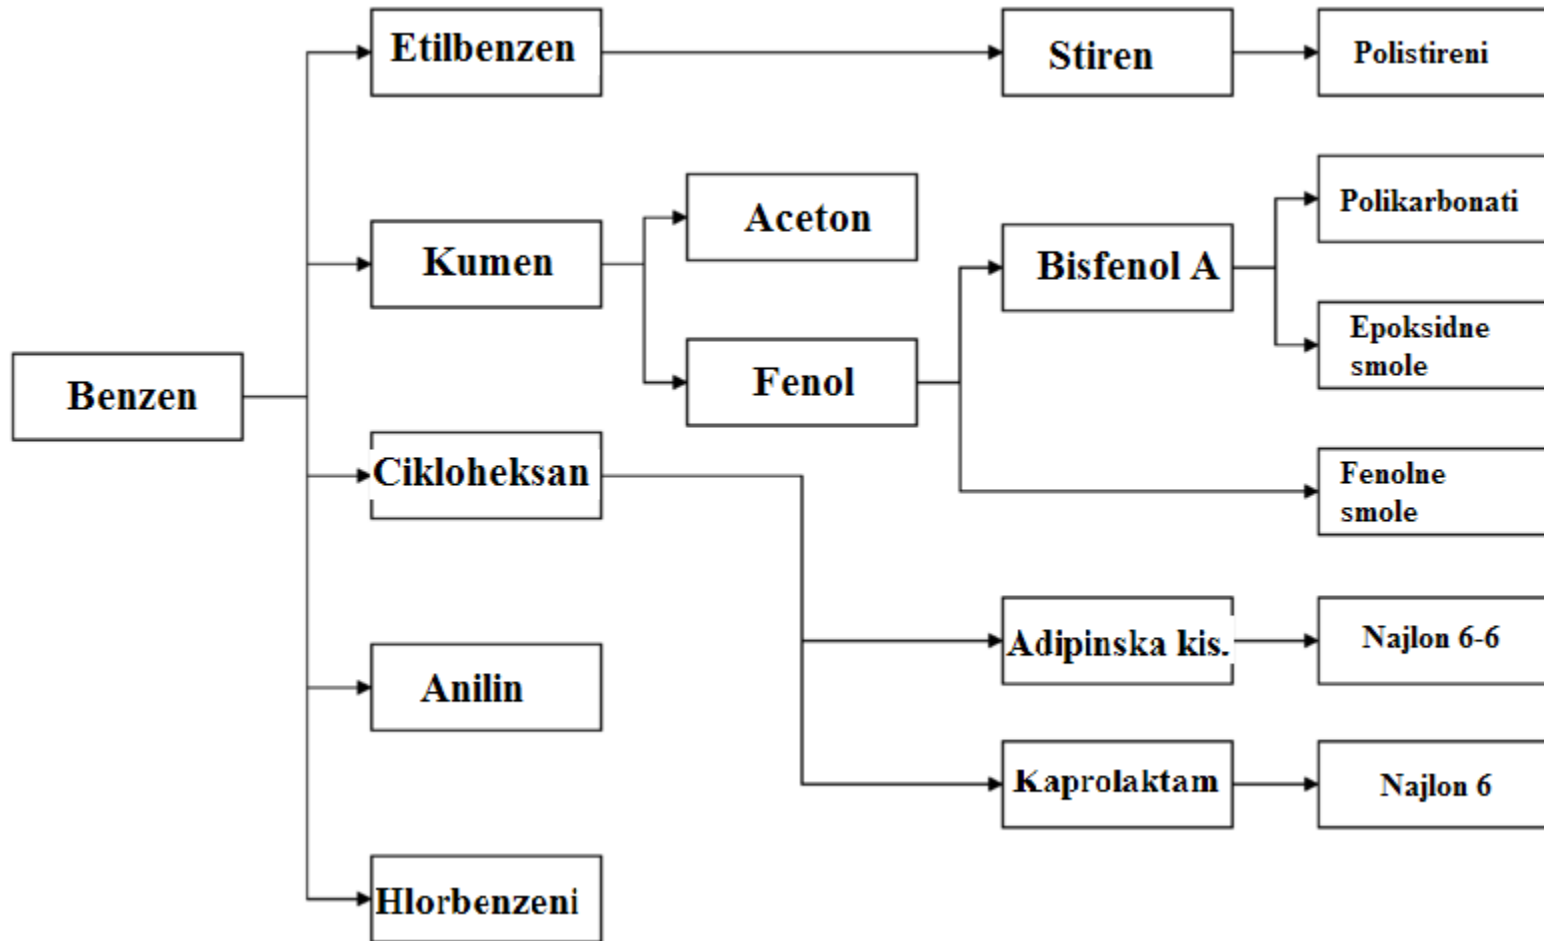 Etilbenzen
Stiren
Polistireni
Kumen
Aceton
Bisfenol A
Polikarbonati
Epoksidne
smole
Benzen
Fenol
Cikloheksan
Fenolne
smole
Adipinska kis.
Najlon 6-6
Anilin
Kaprolaktam
Najlon 6
Hlorbenzeni